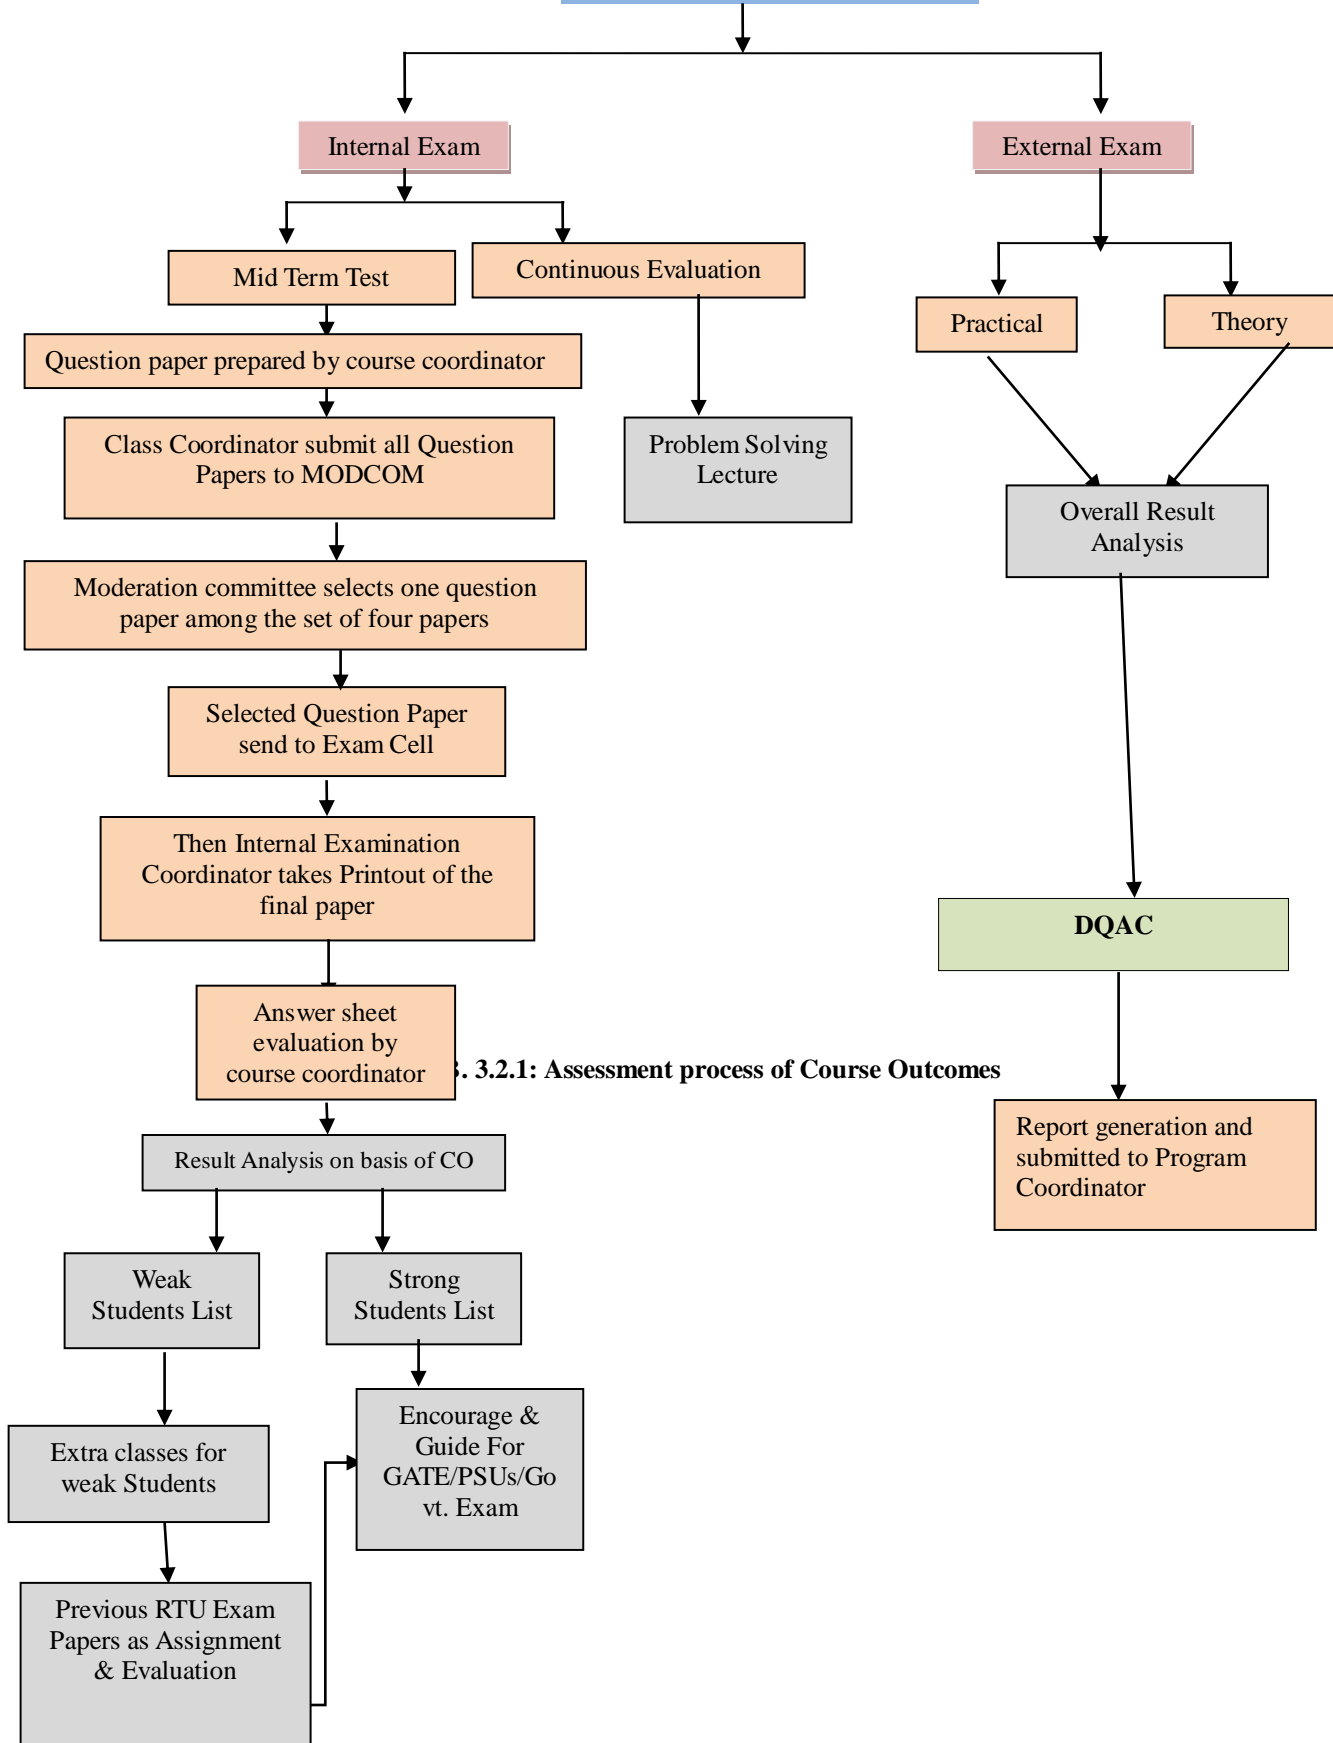 Internal Exam
External Exam
Mid Term Test
Continuous Evaluation
Practical
Theory
Question paper prepared by course coordinator
Class Coordinator submit all Question
Papers to MODCOM
Problem Solving
Lecture
Overall Result
Analysis
Moderation committee selects one question
paper among the set of four papers
Selected Question Paper
send to Exam Cell
Then Internal Examination
Coordinator takes Printout of the
final paper
DQAC
Answer sheet
evaluation by
course coordinator
. 3.2.1: Assessment process of Course Outcomes
Report generation and
submitted to Program
Coordinator
Result Analysis on basis of CO
Weak
Students List
Strong
Students List
Encourage &
Guide For
GATE/PSUs/Go
vt. Exam
Extra classes for
weak Students
Previous RTU Exam
Papers as Assignment
& Evaluation